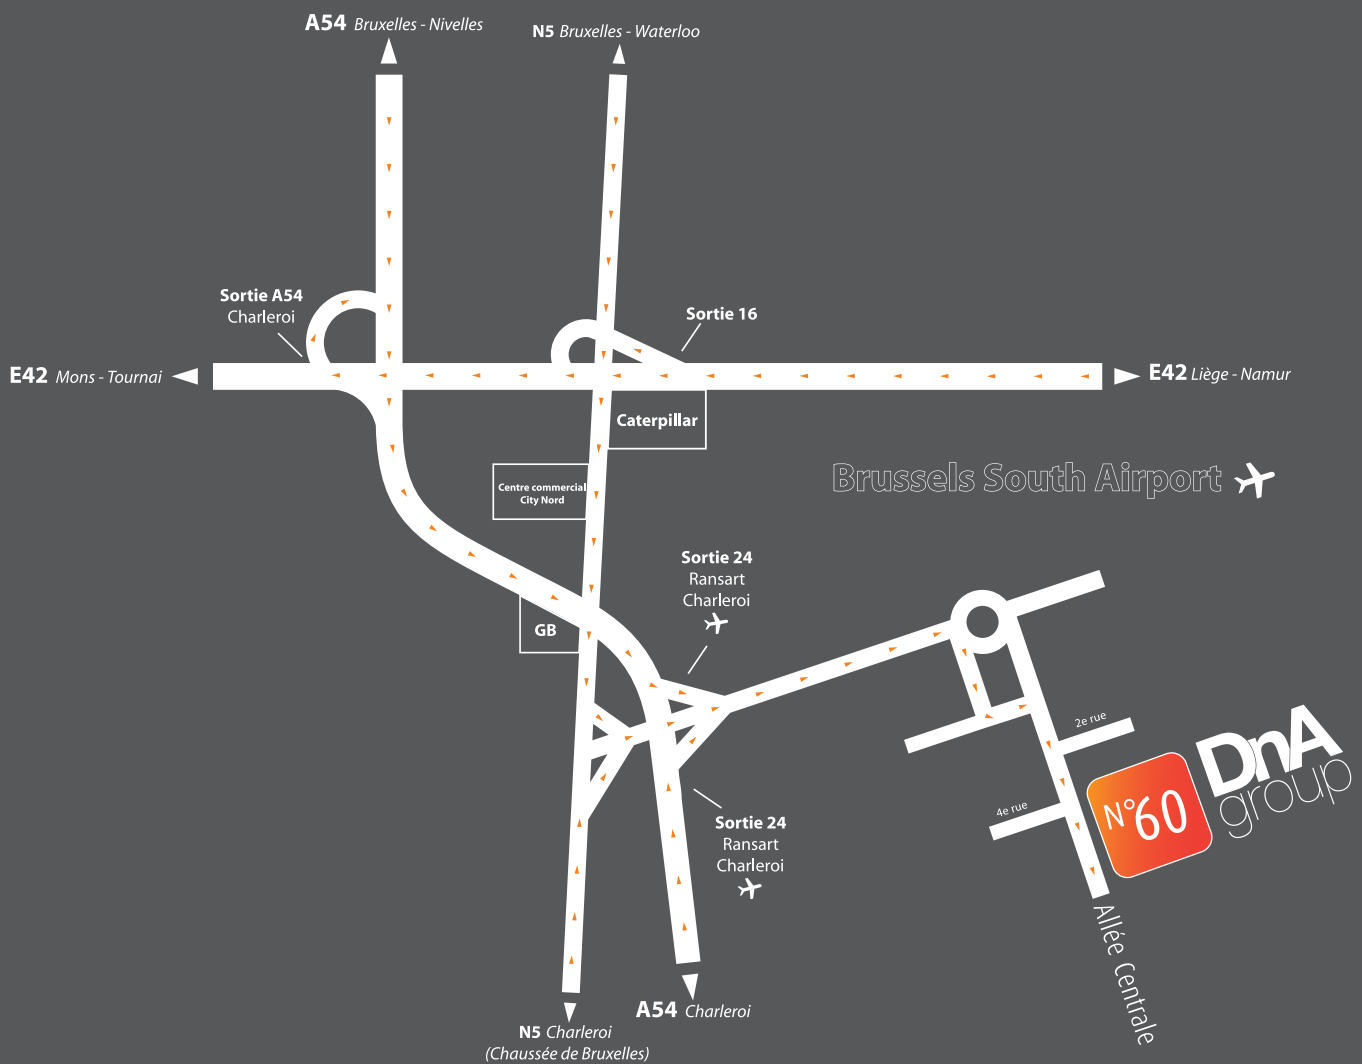 A54 Bruxelles - Nivelles
N5 Bruxelles - Waterloo
Sortie A54
Charleroi
Sortie 16
E42 Mons - Tournai
E42 Liège - Namur
Caterpillar
Brussels South Airport
Centre commercial
City Nord
Sortie 24
Ransart
Charleroi
GB
2e rue
DnA
group
N°60
4e rue
Sortie 24
Ransart
Charleroi
Allée Centrale
A54 Charleroi
N5 Charleroi
(Chaussée de Bruxelles)